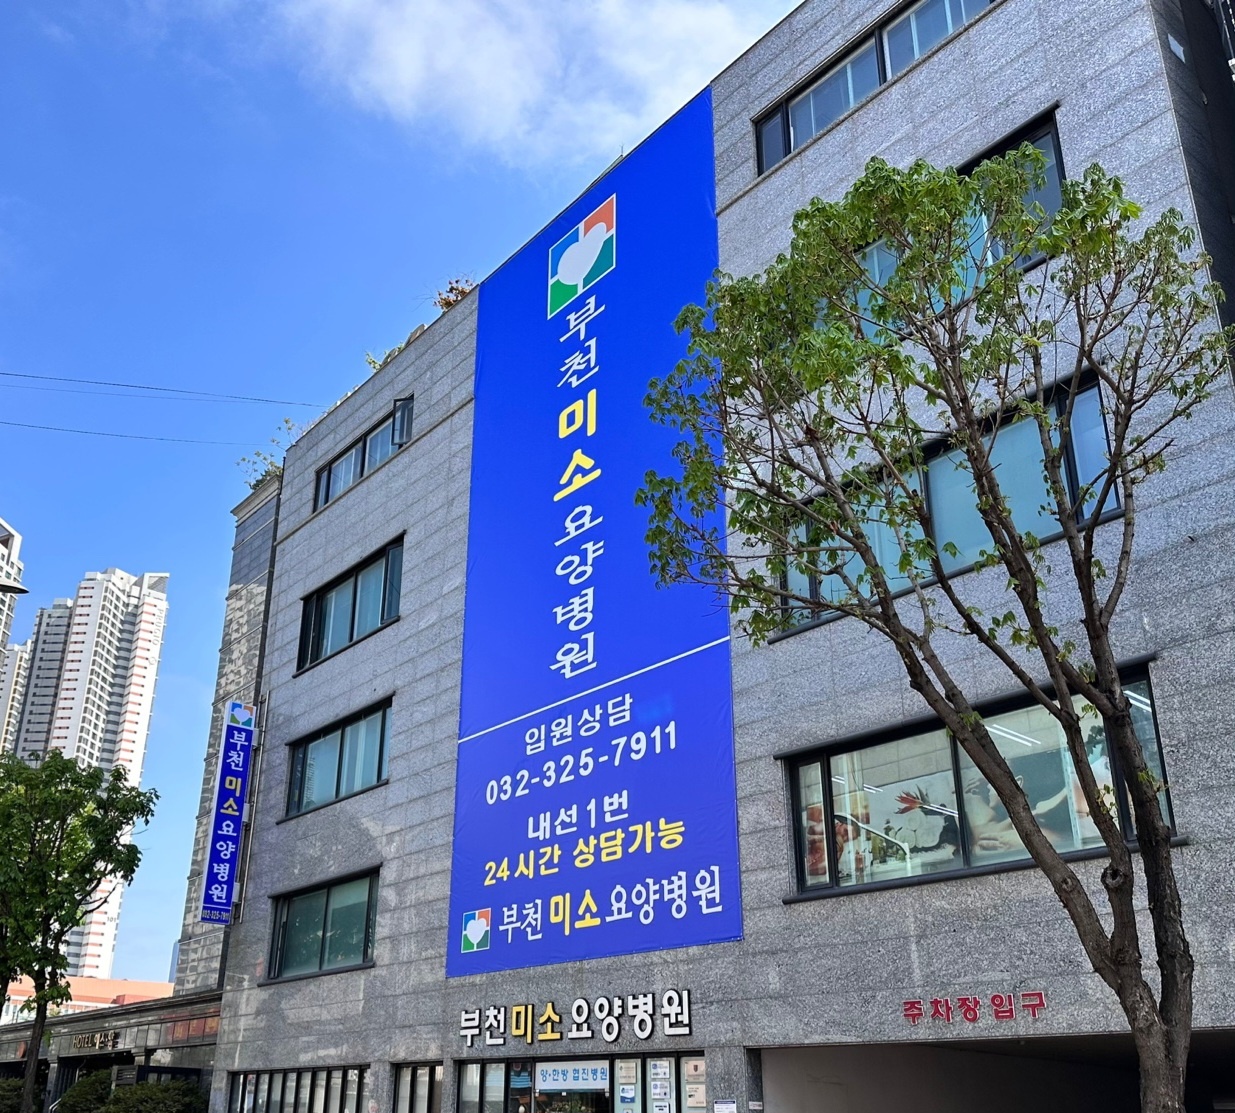 부천미소요양병원
입원상담
032-325-7911
내선1번
24시간 상담가능
부천미소요양병원
부천미소요양병원
032-325-7911
부천미소요양병원
주차장입구
양·한방 협진병원
HOTEL